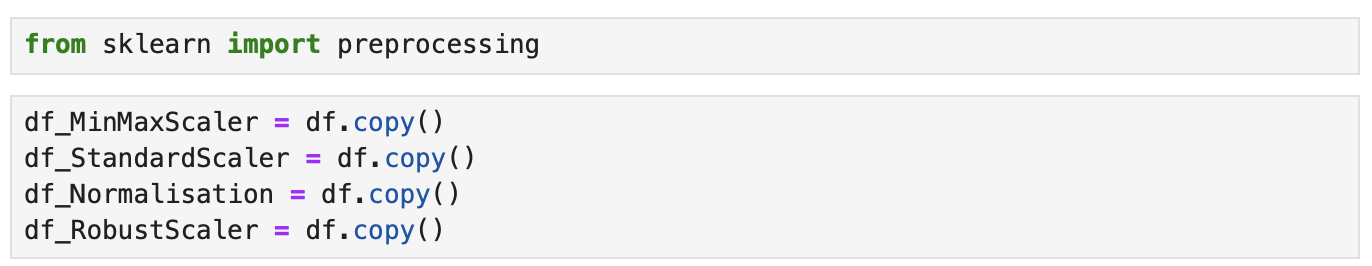 from sklearn import preprocessing
df_MinMaxScaler = df.copy()
df_StandardScaler = df.copy()
df_Normalisation = df.copy()
df_RobustScaler = df.copy()